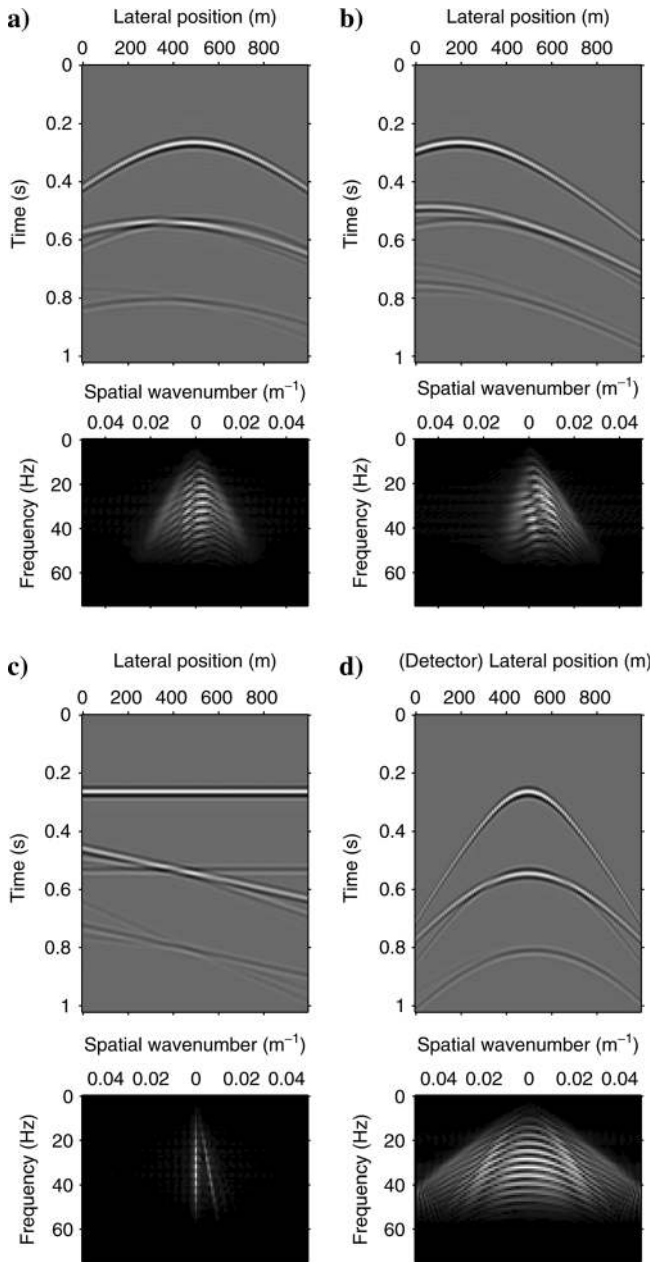 a)
Lateral position (m)
0 200 400 600 800
Time (s)
0
0.2
0.4
0.6
0.8
1
Spatial wavenumber (m−1)
0.04 0.02 0 0.02 0.04
Frequency (Hz)
0
20
40
60
b)
Lateral position (m)
0 200 400 600 800
Time (s)
0
0.2
0.4
0.6
0.8
1
Spatial wavenumber (m−1)
0.04 0.02 0 0.02 0.04
Frequency (Hz)
0
20
40
60
c)
Lateral position (m)
0 200 400 600 800
Time (s)
0
0.2
0.4
0.6
0.8
1
Spatial wavenumber (m−1)
0.04 0.02 0 0.02 0.04
Frequency (Hz)
0
20
40
60
d)
(Detector) Lateral position (m)
0 200 400 600 800
Time (s)
0
0.2
0.4
0.6
0.8
1
Spatial wavenumber (m−1)
0.04 0.02 0 0.02 0.04
Frequency (Hz)
0
20
40
60